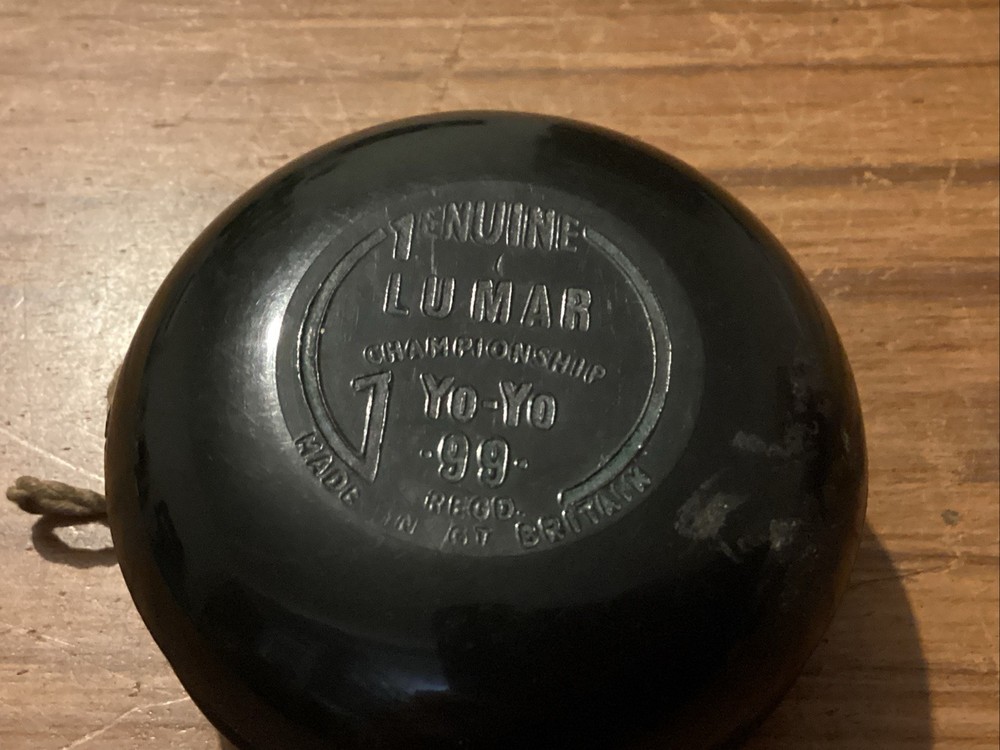 GENUINE
LUMAR
CHAMPIONSHIP
Yo-Yo
·99·
REGD.
MADE IN GT BRITAIN